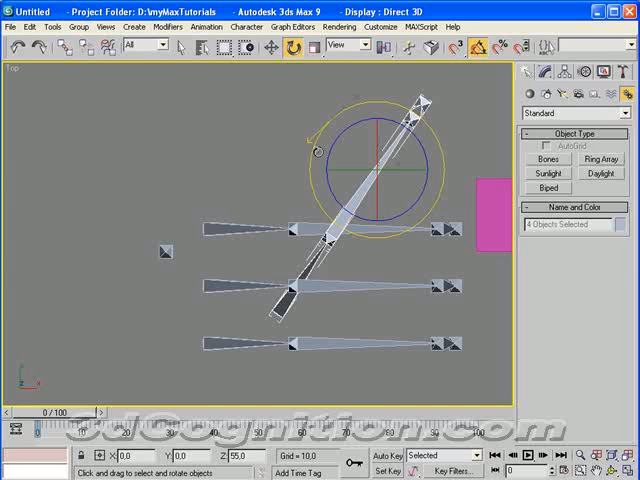 Untitled - Project Folder: D:\myMaxTutorials - Autodesk 3ds Max 9 - Display : Direct 3D
File Edit Tools Group Views Create Modifiers Animation Graph Editors Rendering Customize MAXScript Help
All View
Top
Standard
Object Type
AutoGrid
Bones Ring Array
Sunlight Daylight
Biped
Name and Color
4 Objects Selected
z x
0 / 100
0 10 20 30 40 50 60 70 80 90 100
3dCognition.com
X: 0,0 Y: 0,0 Z: 55,0 Grid = 10,0 Auto Key Selected
Click and drag to select and rotate objects Add Time Tag Set Key Key Filters... 0